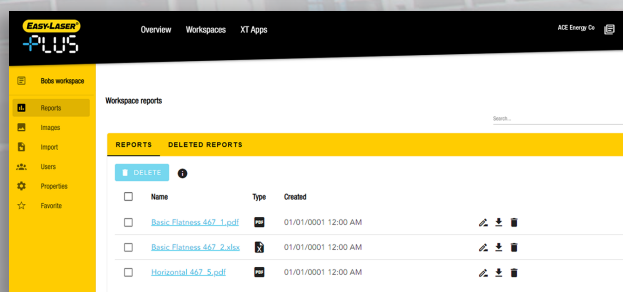 EASY-LASER®
PLUS
Overview Workspaces XT Apps
ACE Energy Co
Bobs workspace
Reports
Images
Import
Users
Properties
Favorite
Workspace reports
Search...
REPORTS DELETED REPORTS
DELETE
Name Type Created
Basic Flatness 467_1.pdf PDF 01/01/0001 12:00 AM
Basic Flatness 467_2.xlsx X 01/01/0001 12:00 AM
Horizontal 467_5.pdf PDF 01/01/0001 12:00 AM